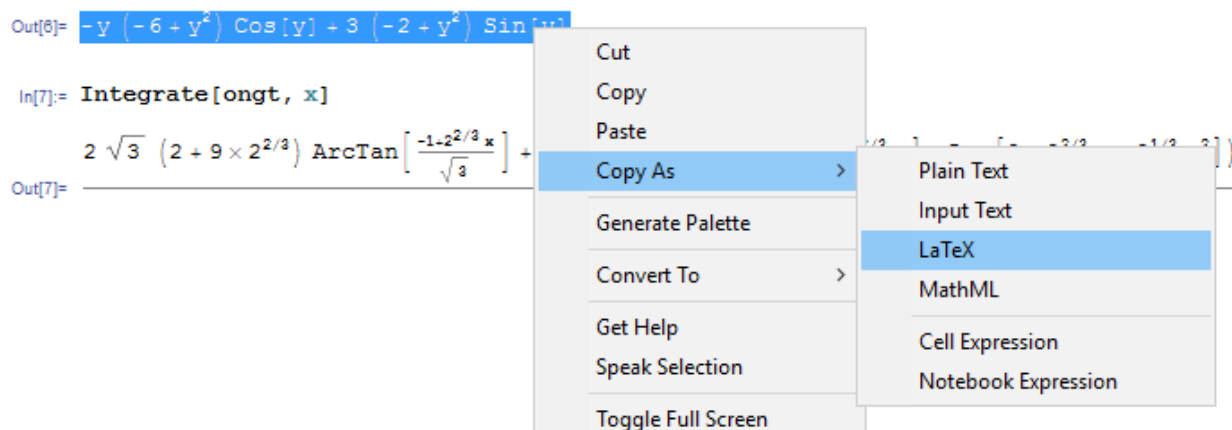 Out[6]= -y (-6 + y^2) Cos[y] + 3 (-2 + y^2) Sin[y]
Cut
In[7]:= Integrate[ongt, x]
Copy
Paste
2 √3 (2 + 9 × 2^(2/3)) ArcTan[(-1+2^(2/3) x)/√3] +
Copy As >
Plain Text
Out[7]=
Input Text
Generate Palette
LaTeX
Convert To >
MathML
Get Help
Cell Expression
Speak Selection
Notebook Expression
Toggle Full Screen